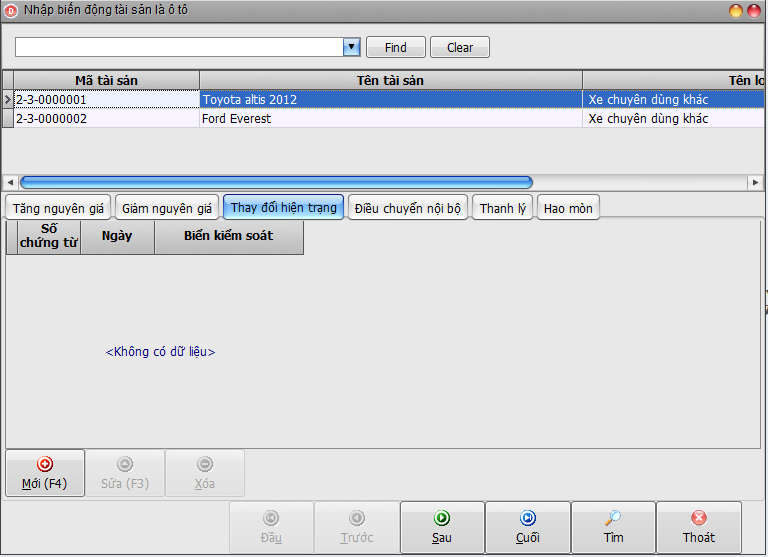 Nhập biến động tài sản là ô tô
Find
Clear
Mã tài sản
Tên tài sản
Tên lo
2-3-0000001
Toyota altis 2012
Xe chuyên dùng khác
2-3-0000002
Ford Everest
Xe chuyên dùng khác
Tăng nguyên giá
Giảm nguyên giá
Thay đổi hiện trạng
Điều chuyển nội bộ
Thanh lý
Hao mòn
Số
chứng từ
Ngày
Biển kiểm soát
<Không có dữ liệu>
Mới (F4)
Sửa (F3)
Xóa
Đầu
Trước
Sau
Cuối
Tìm
Thoát